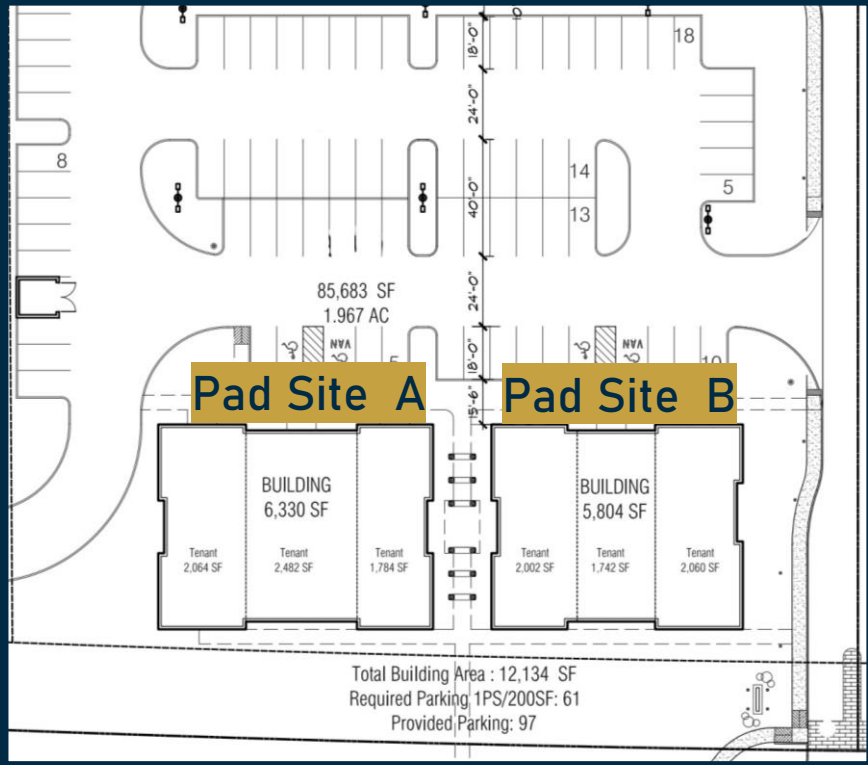 18'-0"
18
24'-0"
8
14
5
40'-0"
13
85,683 SF
1.967 AC
24'-0"
VAN
VAN
5
18'-0"
10
Pad Site A
Pad Site B
15'-6"
BUILDING
6,330 SF
BUILDING
5,804 SF
Tenant
2,064 SF
Tenant
2,482 SF
Tenant
1,784 SF
Tenant
2,002 SF
Tenant
1,742 SF
Tenant
2,060 SF
Total Building Area : 12,134 SF
Required Parking 1PS/200SF: 61
Provided Parking: 97